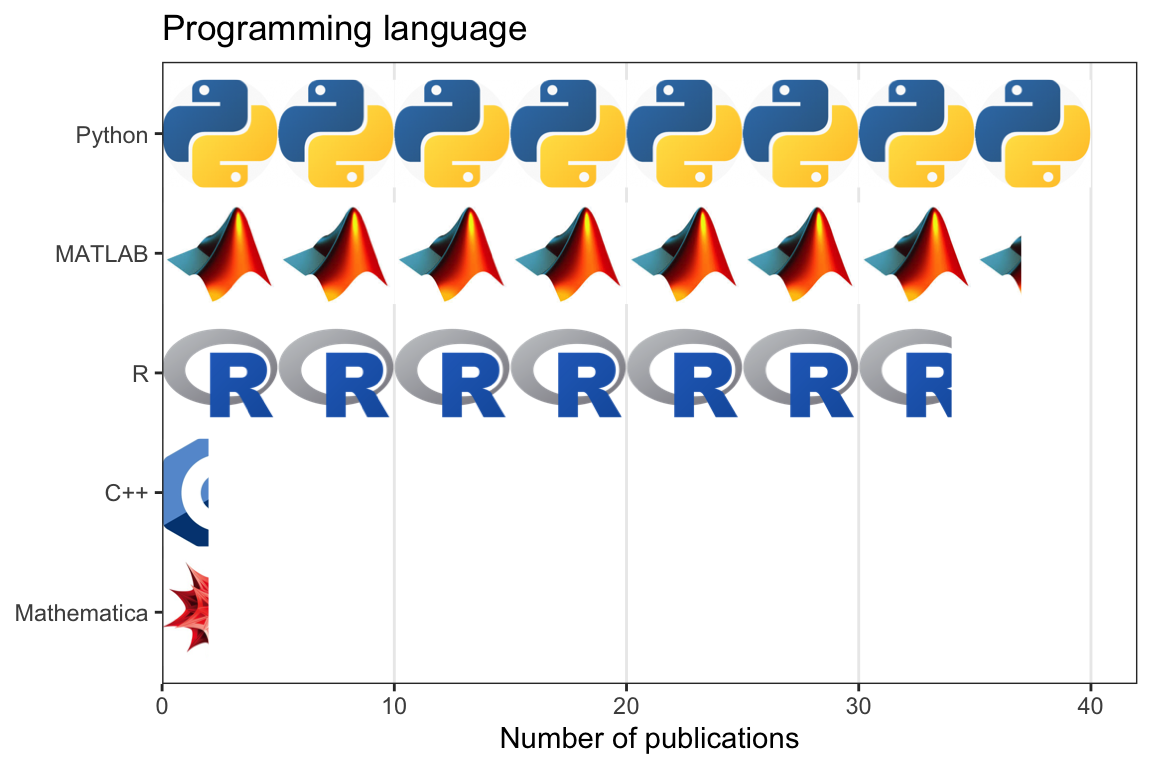 Programming language
Python
MATLAB
R
C++
Mathematica
R R R R R R R
0 10 20 30 40
Number of publications